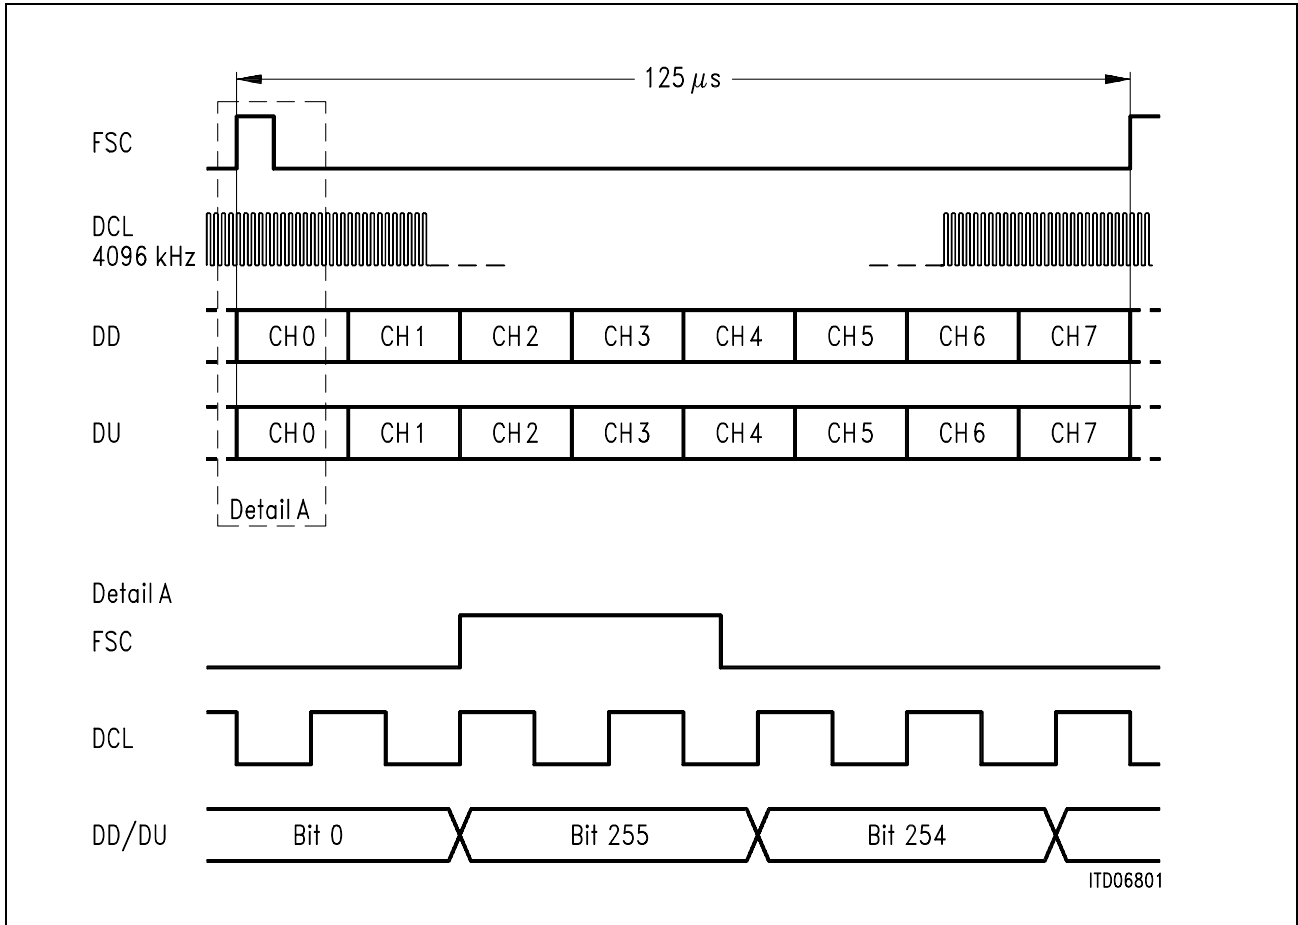 125 µs
FSC
DCL
4096 kHz
DD CH0 CH1 CH2 CH3 CH4 CH5 CH6 CH7
DU CH0 CH1 CH2 CH3 CH4 CH5 CH6 CH7
Detail A
Detail A
FSC
DCL
DD/DU Bit 0 Bit 255 Bit 254
ITD06801